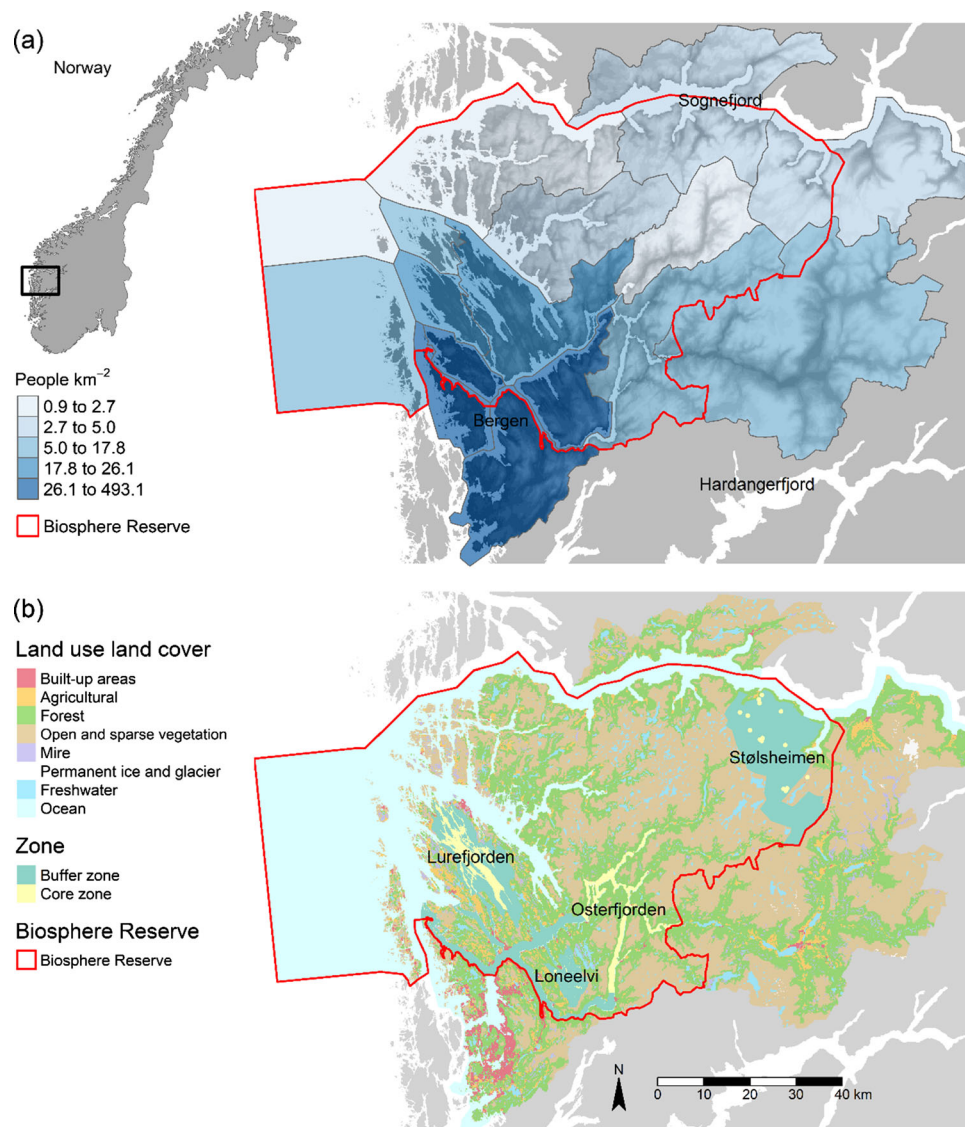 (a)
Norway
Sognefjord
Bergen
Hardangerfjord
People km⁻²
0.9 to 2.7
2.7 to 5.0
5.0 to 17.8
17.8 to 26.1
26.1 to 493.1
Biosphere Reserve
(b)
Land use land cover
Built-up areas
Agricultural
Forest
Open and sparse vegetation
Mire
Permanent ice and glacier
Freshwater
Ocean
Zone
Buffer zone
Core zone
Biosphere Reserve
Biosphere Reserve
Stølsheimen
Lurefjorden
Osterfjorden
Loneelvi
N
0 10 20 30 40 km